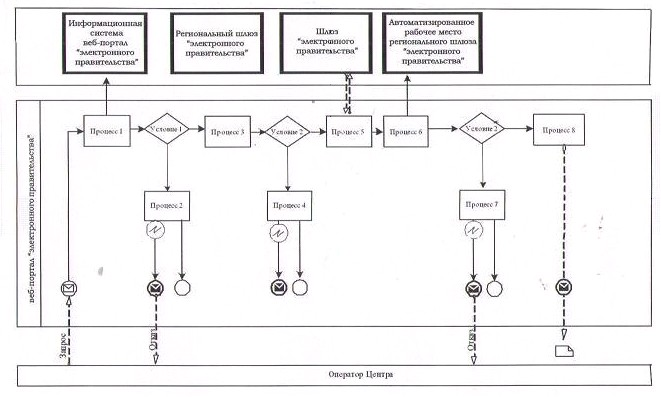 Информационная
система
веб-портал
"электронного
правительства"
Региональный шлюз
"электронного
правительства"
Шлюз
"электронного
правительства"
Автоматизированное
рабочее место
регионального шлюза
"электронного
правительства"
веб-портал "электронного правительства"
Процесс 1
Условие 1
Процесс 3
Условие 2
Процесс 5
Процесс 6
Условие 2
Процесс 8
Процесс 2
Процесс 4
Процесс 7
Запрос
Оператор Центра